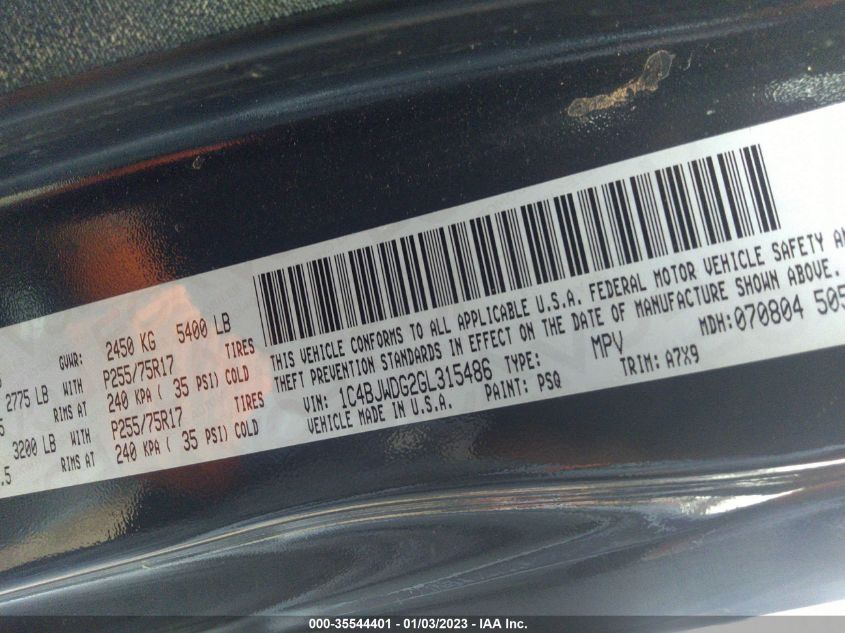 GVWR: 2450 KG 5400 LB
2775 LB WITH P255/75R17 TIRES
RIMS AT 240 KPA ( 35 PSI) COLD
3200 LB WITH P255/75R17 TIRES
.5 RIMS AT 240 KPA ( 35 PSI) COLD
THIS VEHICLE CONFORMS TO ALL APPLICABLE U.S.A. FEDERAL MOTOR VEHICLE SAFETY
THEFT PREVENTION STANDARDS IN EFFECT ON THE DATE OF MANUFACTURE SHOWN ABOVE.
VIN: 1C4BJWDG2GL315486 TYPE: MPV MDH:070804 505
VEHICLE MADE IN U.S.A. PAINT: PSQ TRIM: A7X9
000-35544401 - 01/03/2023 - IAA Inc.